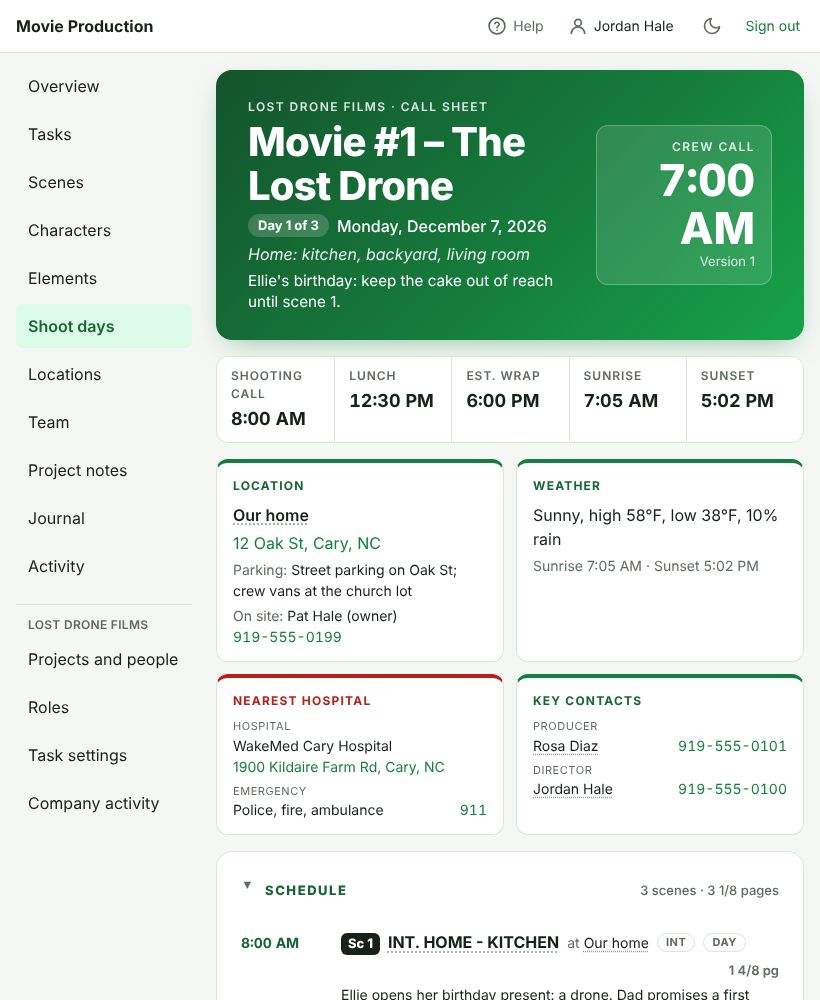 Movie Production
Help
Jordan Hale
Sign out
Overview
Tasks
Scenes
Characters
Elements
Shoot days
Locations
Team
Project notes
Journal
Activity
LOST DRONE FILMS
Projects and people
Roles
Task settings
Company activity
LOST DRONE FILMS · CALL SHEET
Movie #1 – The
Lost Drone
Day 1 of 3 Monday, December 7, 2026
Home: kitchen, backyard, living room
Ellie's birthday: keep the cake out of reach
until scene 1.
CREW CALL
7:00
AM
Version 1
SHOOTING
CALL
8:00 AM
LUNCH
12:30 PM
EST. WRAP
6:00 PM
SUNRISE
7:05 AM
SUNSET
5:02 PM
LOCATION
Our home
12 Oak St, Cary, NC
Parking: Street parking on Oak St;
crew vans at the church lot
On site: Pat Hale (owner)
919-555-0199
WEATHER
Sunny, high 58°F, low 38°F, 10%
rain
Sunrise 7:05 AM · Sunset 5:02 PM
NEAREST HOSPITAL
HOSPITAL
WakeMed Cary Hospital
1900 Kildaire Farm Rd, Cary, NC
EMERGENCY
Police, fire, ambulance 911
KEY CONTACTS
PRODUCER
Rosa Diaz 919-555-0101
DIRECTOR
Jordan Hale 919-555-0100
SCHEDULE
3 scenes · 3 1/8 pages
8:00 AM
Sc 1 INT. HOME - KITCHEN at Our home INT DAY
1 4/8 pg
Ellie opens her birthday present: a drone. Dad promises a first